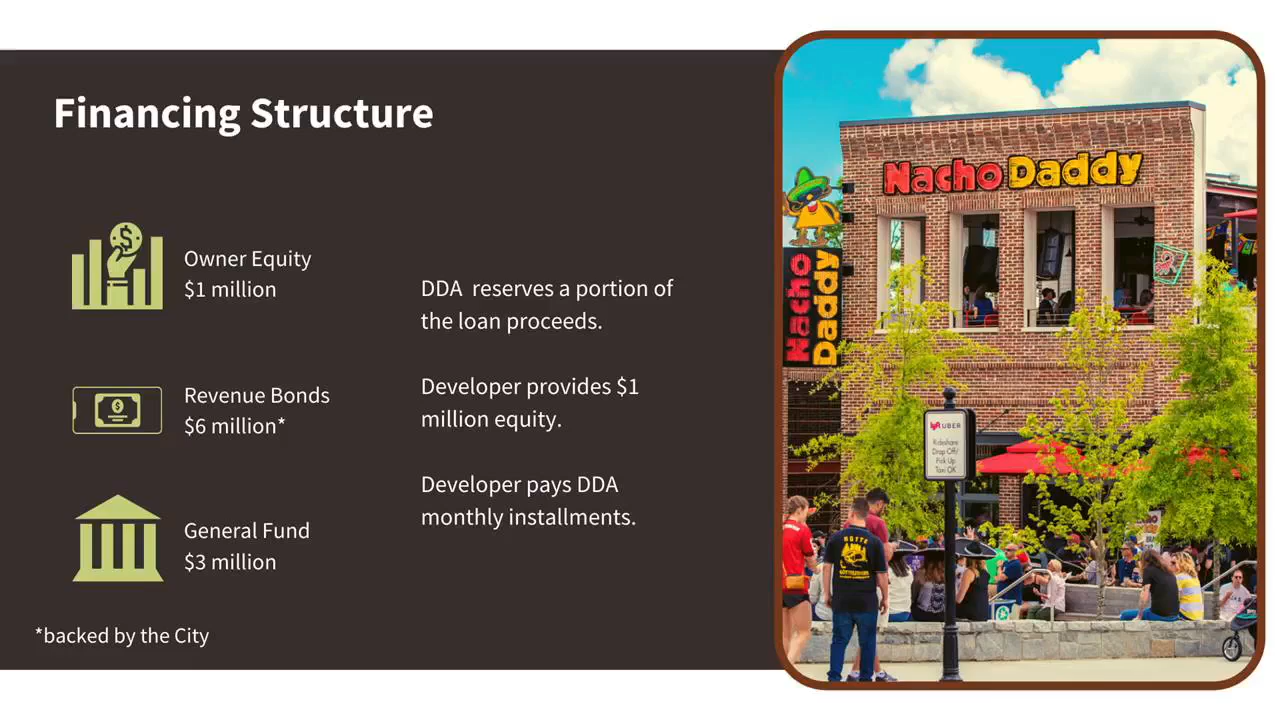 Financing Structure
Owner Equity
$1 million
Revenue Bonds
$6 million*
General Fund
$3 million
*backed by the City
DDA reserves a portion of
the loan proceeds.
Developer provides $1
million equity.
Developer pays DDA
monthly installments.
Nacho Daddy
Nacho
Daddy
lyft UBER
Rideshare
Drop Off/
Pick Up
Taxi OK